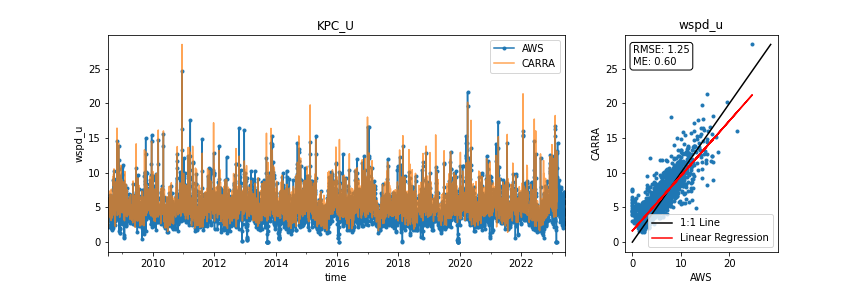 KPC_U
wspd_u
25
20
15
10
5
0
wspd_u
2010
2012
2014
2016
2018
2020
2022
time
AWS
CARRA
RMSE: 1.25
ME: 0.60
25
20
15
10
5
0
CARRA
0
10
20
AWS
1:1 Line
Linear Regression